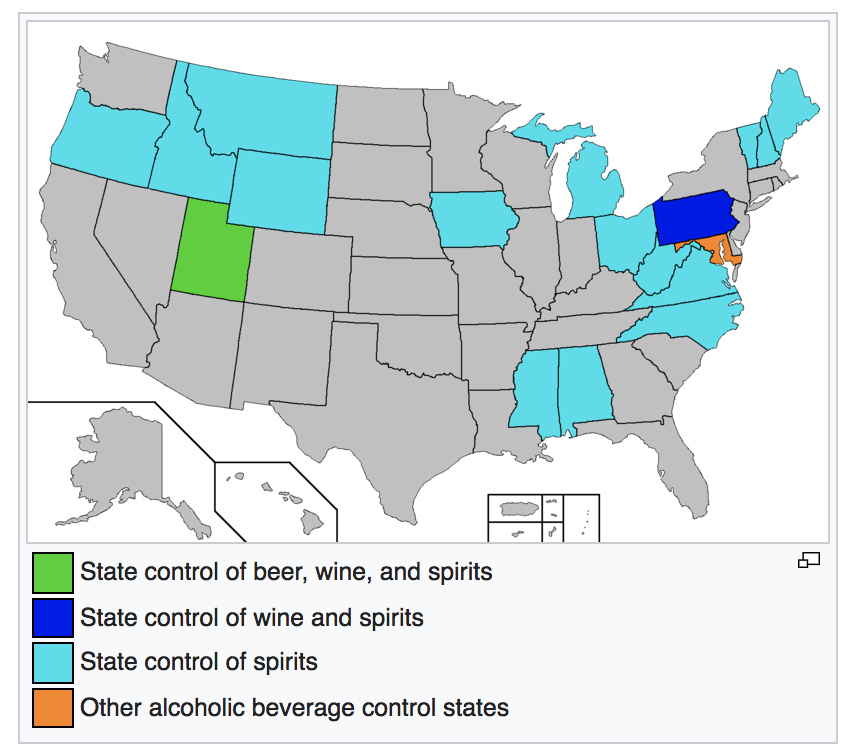 State control of beer, wine, and spirits
State control of wine and spirits
State control of spirits
Other alcoholic beverage control states